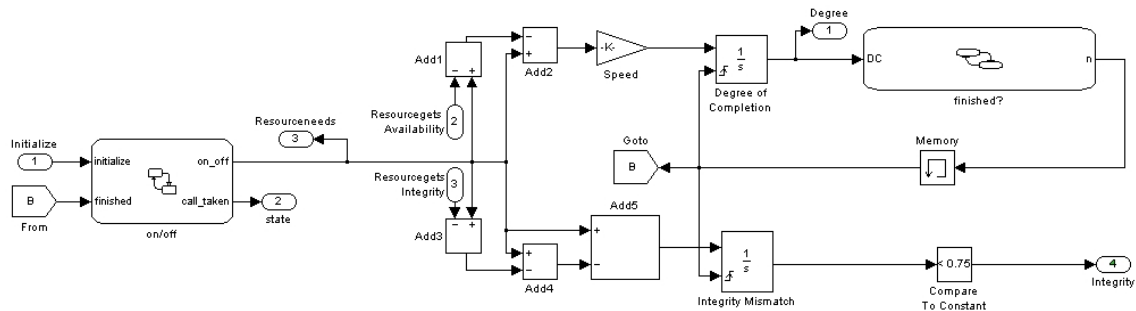 Degree
1
Add1
Add2
-K-
Speed
1
s
Degree of
Completion
DC
n
finished?
Resourcegets
Availability
2
Resourceneeds
3
Initialize
1
initialize
on_off
B
From
finished
call_taken
on/off
2
state
Resourcegets
Integrity
3
Goto
B
Memory
Add3
Add4
Add5
1
s
Integrity Mismatch
< 0.75
Compare
To Constant
4
Integrity